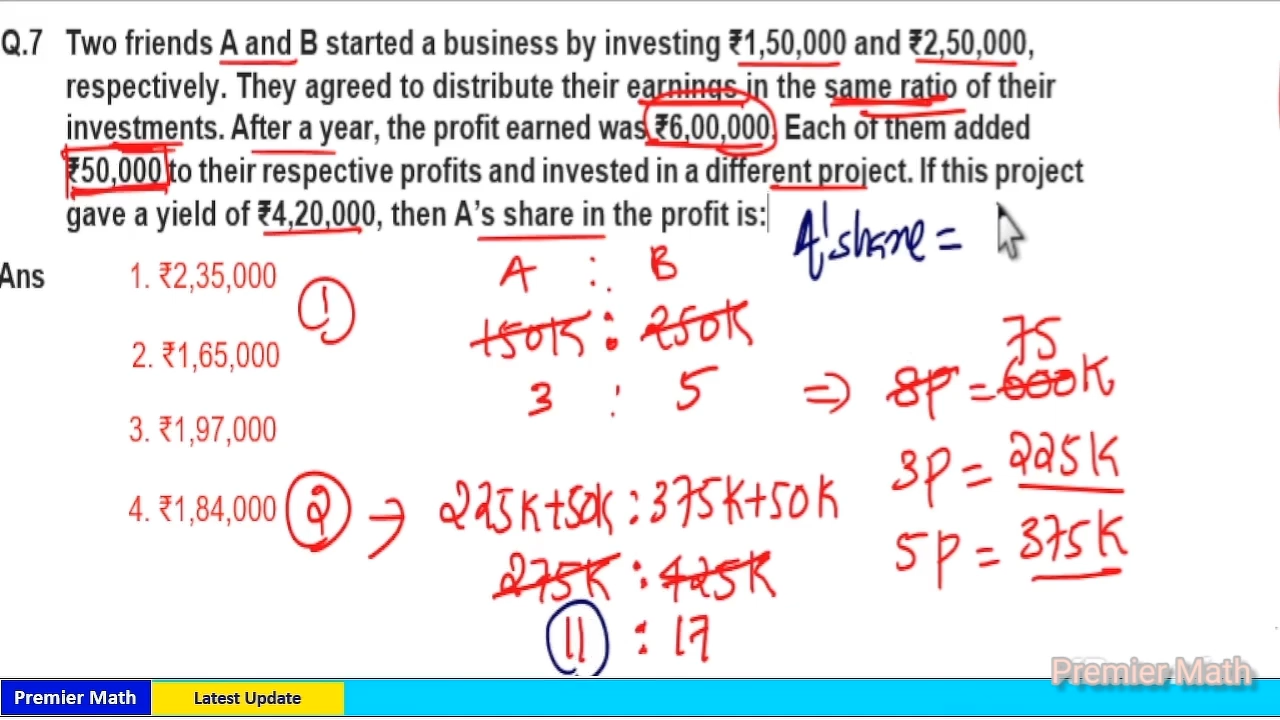 Q.7 Two friends A and B started a business by investing ₹1,50,000 and ₹2,50,000,
respectively. They agreed to distribute their earnings in the same ratio of their
investments. After a year, the profit earned was ₹6,00,000. Each of them added
₹50,000 to their respective profits and invested in a different project. If this project
gave a yield of ₹4,20,000, then A's share in the profit is:
A'share =
Ans
1. ₹2,35,000
2. ₹1,65,000
3. ₹1,97,000
4. ₹1,84,000
1
A : B
150K : 250K
3 : 5
⇒ 8P = 600K
75
3P = 225K
5P = 375K
2 → 225K+50K : 375K+50K
275K : 425K
11 : 17
Premier Math
Premier Math
Latest Update